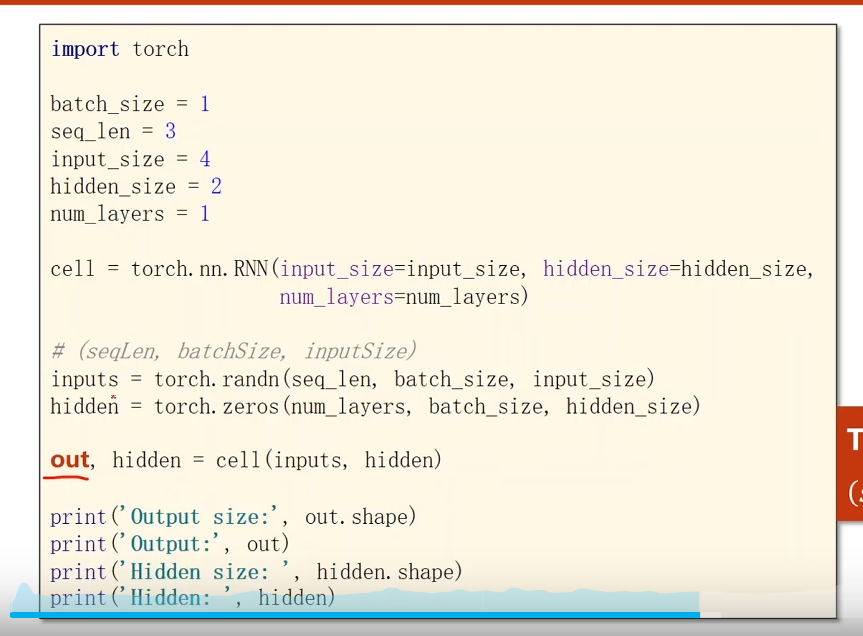 import torch
batch_size = 1
seq_len = 3
input_size = 4
hidden_size = 2
num_layers = 1
cell = torch.nn.RNN(input_size=input_size, hidden_size=hidden_size,
num_layers=num_layers)
# (seqLen, batchSize, inputSize)
inputs = torch.randn(seq_len, batch_size, input_size)
hidden = torch.zeros(num_layers, batch_size, hidden_size)
out, hidden = cell(inputs, hidden)
print('Output size:', out.shape)
print('Output:', out)
print('Hidden size: ', hidden.shape)
print('Hidden: ', hidden)
T